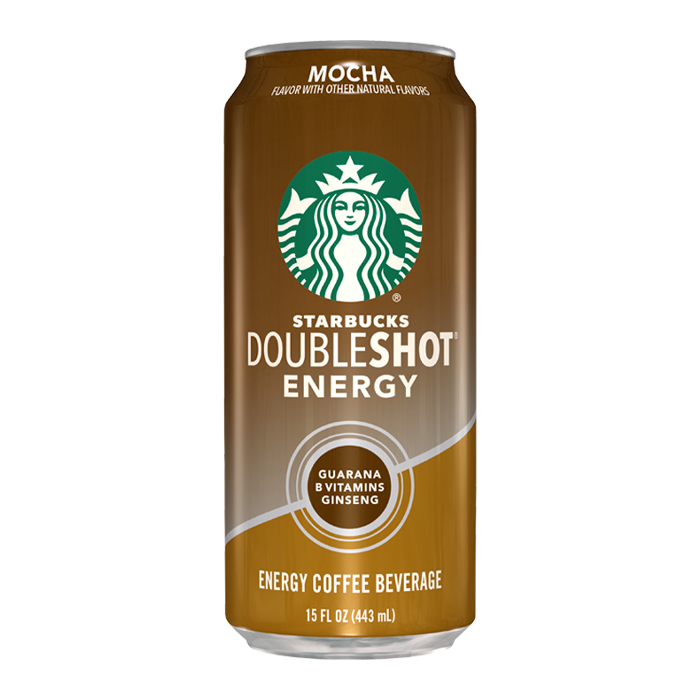 MOCHA
FLAVOR WITH OTHER NATURAL FLAVORS
®
STARBUCKS
DOUBLESHOT®
ENERGY
GUARANA
B VITAMINS
GINSENG
ENERGY COFFEE BEVERAGE
15 FL OZ (443 mL)